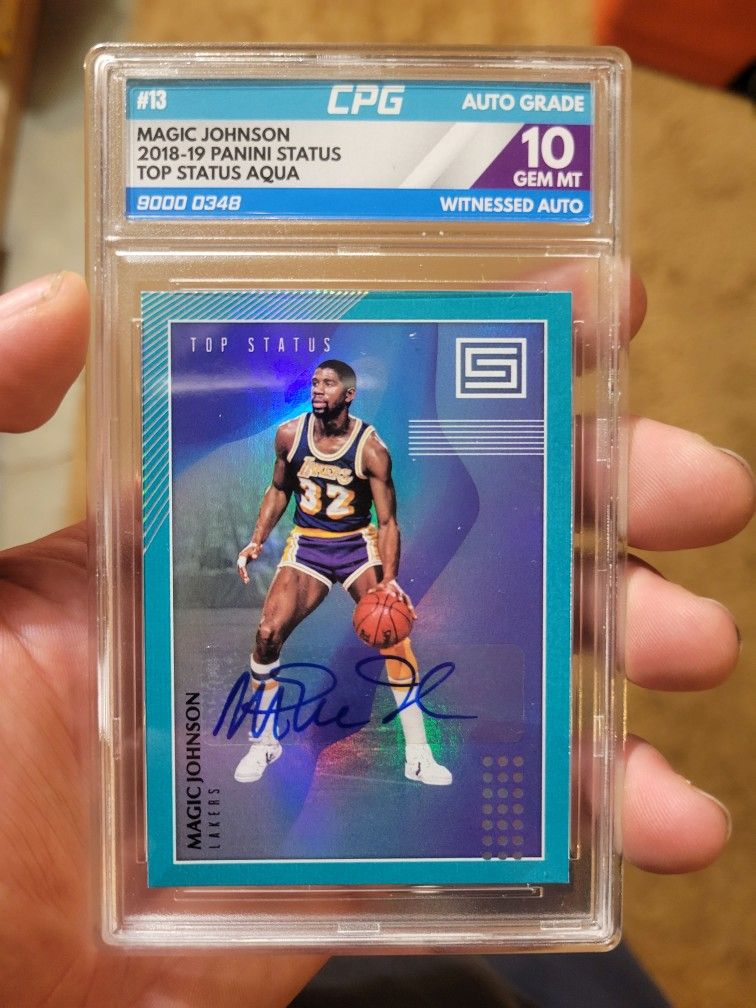 #13 CPG AUTO GRADE
MAGIC JOHNSON
2018-19 PANINI STATUS
TOP STATUS AQUA
10
GEM MT
9000 0348 WITNESSED AUTO
TOP STATUS
S
LAKERS
32
MAGIC JOHNSON
LAKERS